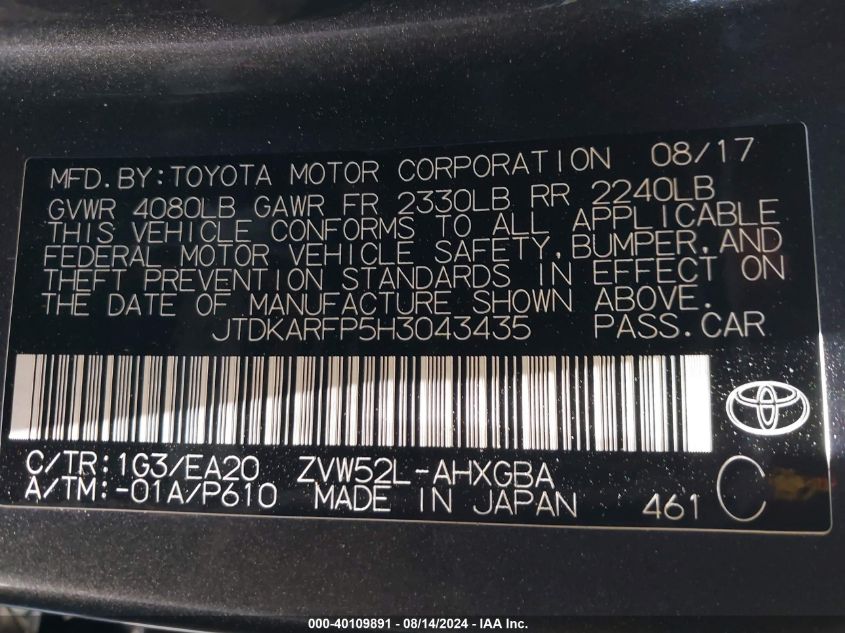 MFD.BY:TOYOTA MOTOR CORPORATION 08/17
GVWR 4080LB GAWR FR 2330LB RR 2240LB
THIS VEHICLE CONFORMS TO ALL APPLICABLE
FEDERAL MOTOR VEHICLE SAFETY,BUMPER,AND
THEFT PREVENTION STANDARDS IN EFFECT ON
THE DATE OF MANUFACTURE SHOWN ABOVE.
JTDKARFP5H3043435 PASS.CAR
C/TR:1G3/EA20 ZVW52L-AHXGBA
A/TM:-01A/P610 MADE IN JAPAN 461 C
000-40109891 - 08/14/2024 - IAA Inc.